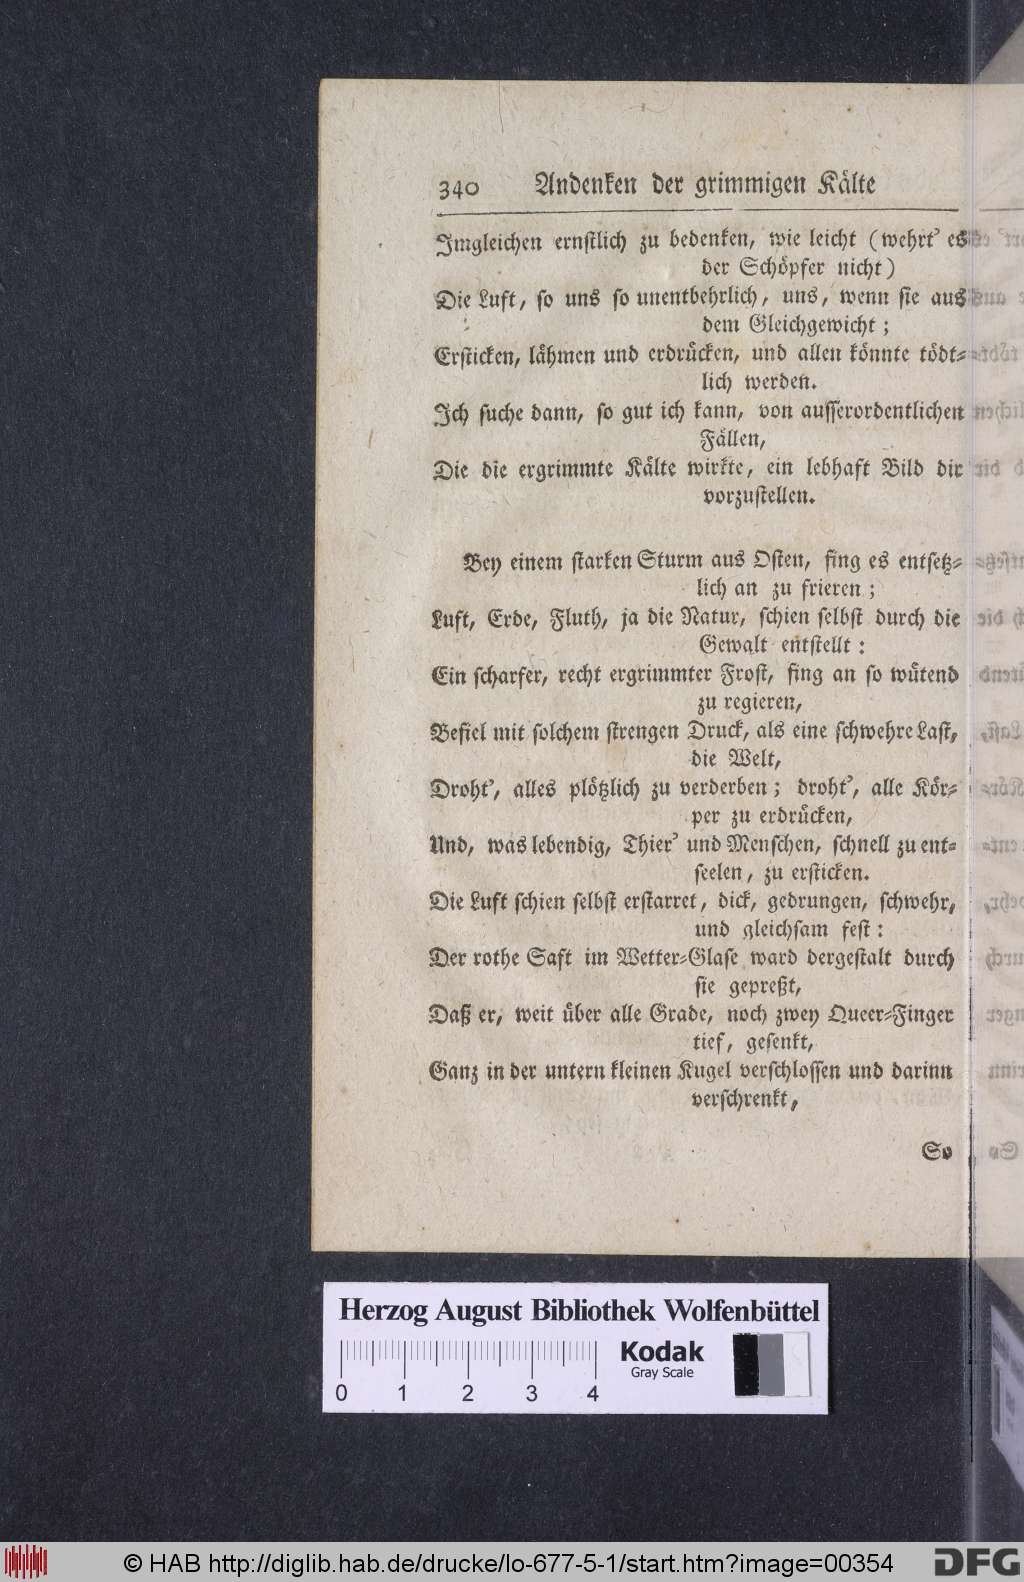 340 Andenken der grimmigen Kälte
Imgleichen ernstlich zu bedenken, wie leicht (wehrt' es
der Schöpfer nicht)
Die Luft, so uns so unentbehrlich, uns, wenn sie aus
dem Gleichgewicht;
Ersticken, lähmen und erdrücken, und allen könnte tödt-
lich werden.
Ich suche dann, so gut ich kann, von ausserordentlichen
Fällen,
Die die ergrimmte Kälte wirkte, ein lebhaft Bild dir
vorzustellen.
Bey einem starken Sturm aus Osten, fing es entsetz-
lich an zu frieren;
Luft, Erde, Fluth, ja die Natur, schien selbst durch die
Gewalt entstellt:
Ein scharfer, recht ergrimmter Frost, fing an so wütend
zu regieren,
Befiel mit solchem strengen Druck, als eine schwehre Last,
die Welt,
Droht', alles plötzlich zu verderben; droht', alle Kör-
per zu erdrücken,
Und, was lebendig, Thier' und Menschen, schnell zu ent-
seelen, zu ersticken.
Die Luft schien selbst erstarret, dick, gedrungen, schwehr,
und gleichsam fest:
Der rothe Saft im Wetter-Glase ward dergestalt durch
sie gepreßt,
Daß er, weit über alle Grade, noch zwey Queer-Finger
tief, gesenkt,
Ganz in der untern kleinen Kugel verschlossen und darinn
verschrenkt,
So
Herzog August Bibliothek Wolfenbüttel
Kodak
Gray Scale
0 1 2 3 4
© HAB http://diglib.hab.de/drucke/lo-677-5-1/start.htm?image=00354
DFG